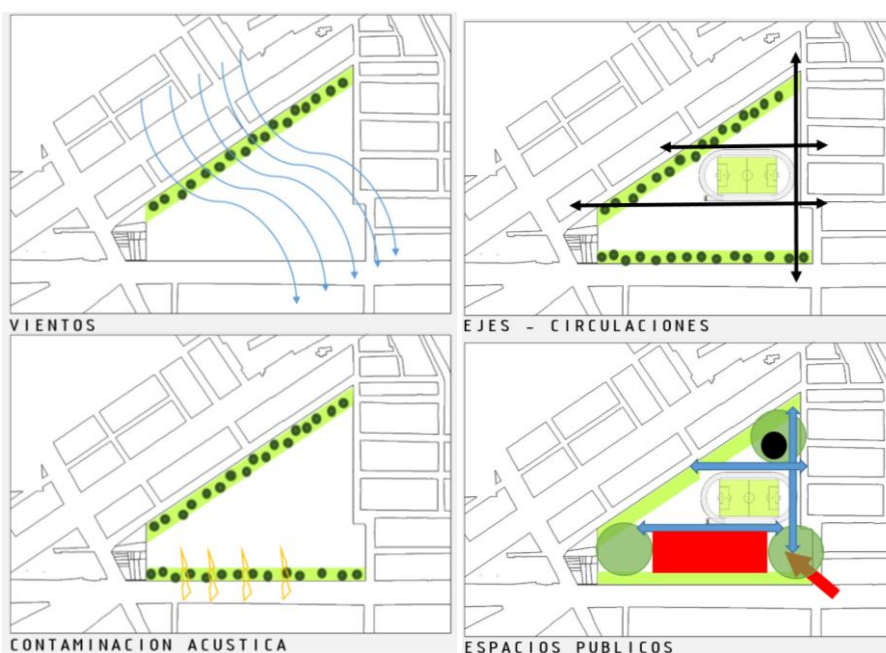 VIENTOS
EJES - CIRCULACIONES
CONTAMINACION ACUSTICA
ESPACIOS PUBLICOS